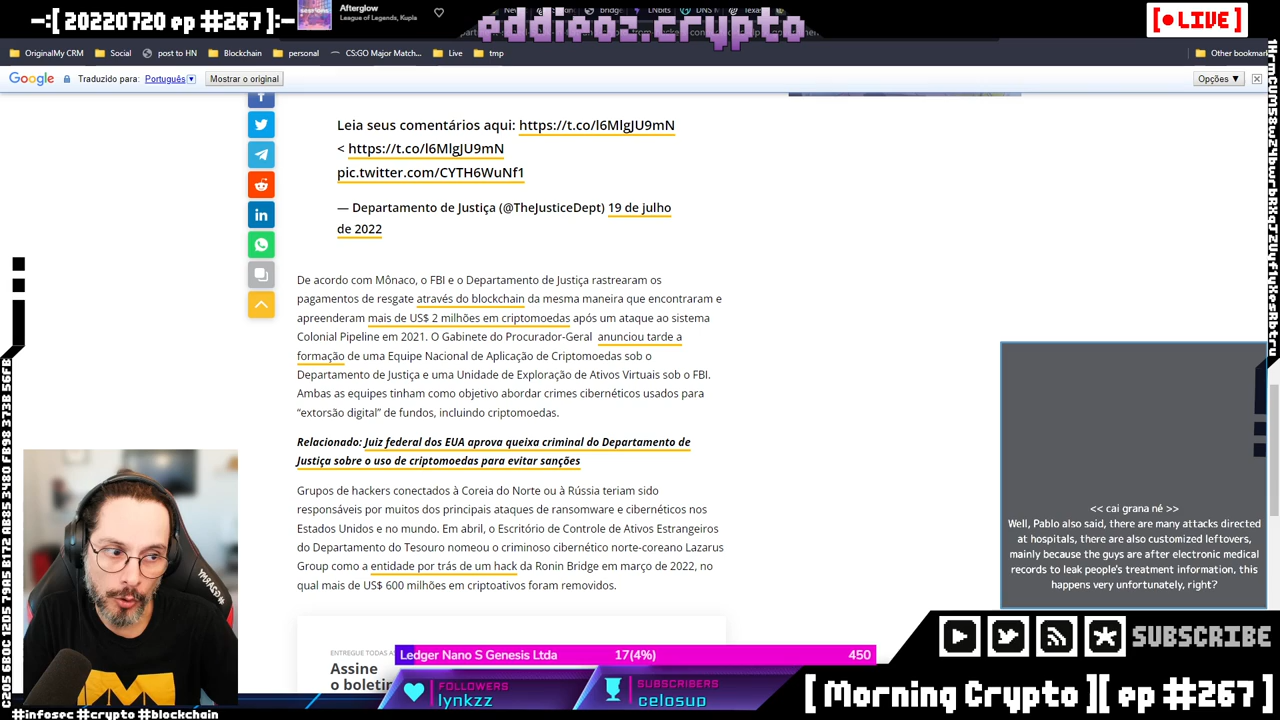 –:[ 20220720 ep #267 ]:–
Afterglow
League of Legends, Kupla
eddieoz.crypto
[ ● LIVE ]
OriginalMy CRM
Social
post to HN
Blockchain
personal
CS:GO Major Match...
Live
tmp
Other bookmark
Google
Traduzido para:
Português
Mostrar o original
Opções ▼
Leia seus comentários aqui: https://t.co/l6MlgJU9mN
< https://t.co/l6MlgJU9mN
pic.twitter.com/CYTH6WuNf1
— Departamento de Justiça (@TheJusticeDept) 19 de julho
de 2022
De acordo com Mônaco, o FBI e o Departamento de Justiça rastrearam os
pagamentos de resgate através do blockchain da mesma maneira que encontraram e
apreenderam mais de US$ 2 milhões em criptomoedas após um ataque ao sistema
Colonial Pipeline em 2021. O Gabinete do Procurador-Geral anunciou tarde a
formação de uma Equipe Nacional de Aplicação de Criptomoedas sob o
Departamento de Justiça e uma Unidade de Exploração de Ativos Virtuais sob o FBI.
Ambas as equipes tinham como objetivo abordar crimes cibernéticos usados para
“extorsão digital” de fundos, incluindo criptomoedas.
Relacionado: Juiz federal dos EUA aprova queixa criminal do Departamento de
Justiça sobre o uso de criptomoedas para evitar sanções
Grupos de hackers conectados à Coreia do Norte ou à Rússia teriam sido
responsáveis por muitos dos principais ataques de ransomware e cibernéticos nos
Estados Unidos e no mundo. Em abril, o Escritório de Controle de Ativos Estrangeiros
do Departamento do Tesouro nomeou o criminoso cibernético norte-coreano Lazarus
Group como a entidade por trás de um hack da Ronin Bridge em março de 2022, no
qual mais de US$ 600 milhões em criptoativos foram removidos.
Assine
o boletim
<< cai grana né >>
Well, Pablo also said, there are many attacks directed
at hospitals, there are also customized leftovers,
mainly because the guys are after electronic medical
records to leak people's treatment information, this
happens very unfortunately, right?
SUBSCRIBE
Ledger Nano S Genesis Ltda 17(4%) 450
FOLLOWERS
lynkzz
SUBSCRIBERS
celosup
[ Morning Crypto ][ ep #267 ]
#infosec #crypto #blockchain